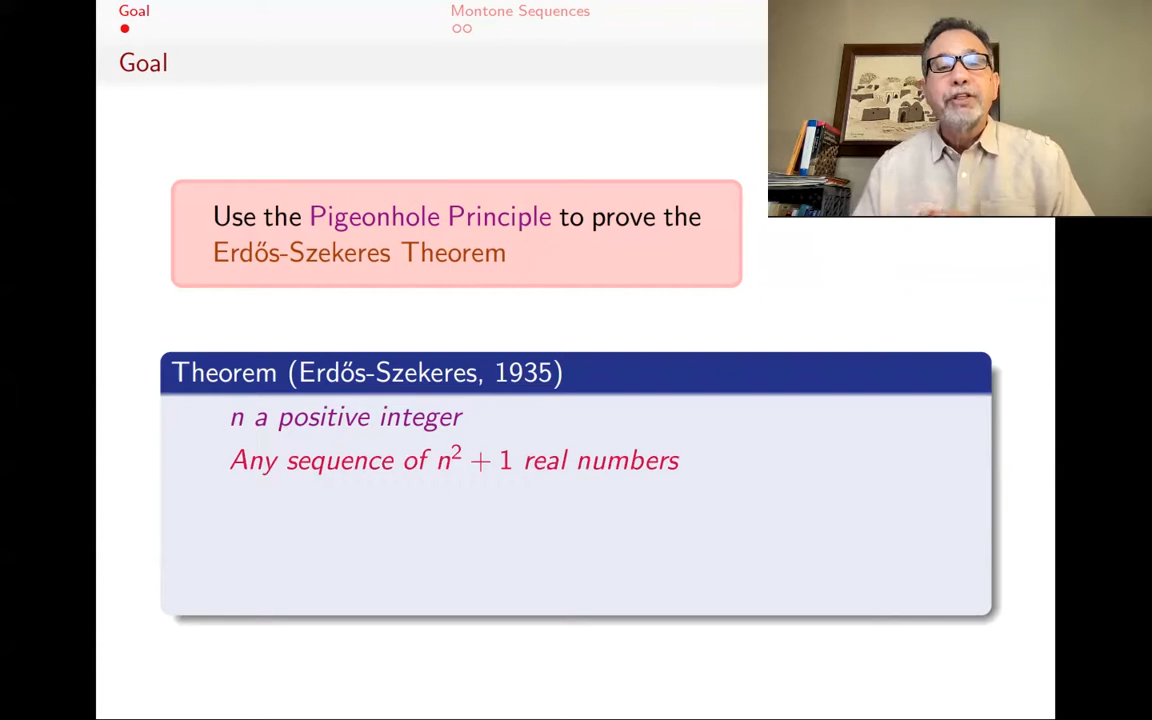 Goal
Montone Sequences
Goal
Use the Pigeonhole Principle to prove the
Erdős-Szekeres Theorem
Theorem (Erdős-Szekeres, 1935)
n a positive integer
Any sequence of n² + 1 real numbers